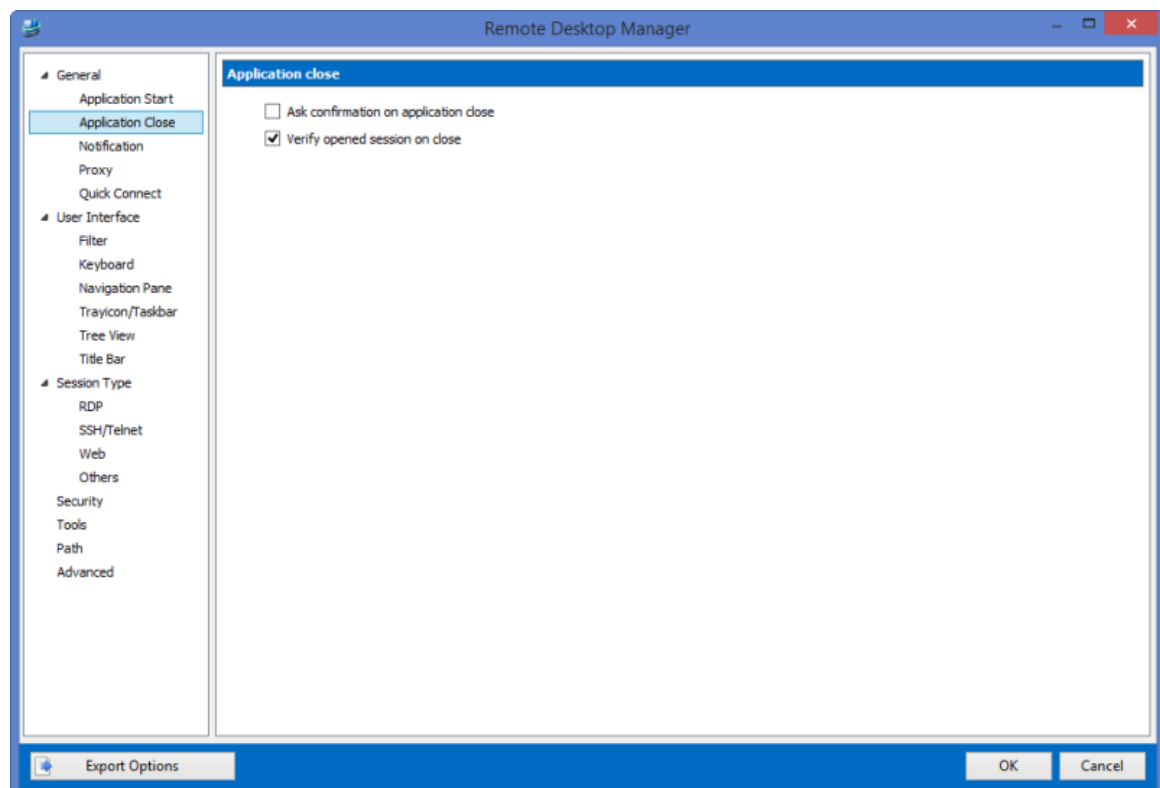 Remote Desktop Manager
General
Application Start
Application Close
Notification
Proxy
Quick Connect
User Interface
Filter
Keyboard
Navigation Pane
Trayicon/Taskbar
Tree View
Title Bar
Session Type
RDP
SSH/Telnet
Web
Others
Security
Tools
Path
Advanced
Application close
Ask confirmation on application close
Verify opened session on close
Export Options
OK
Cancel